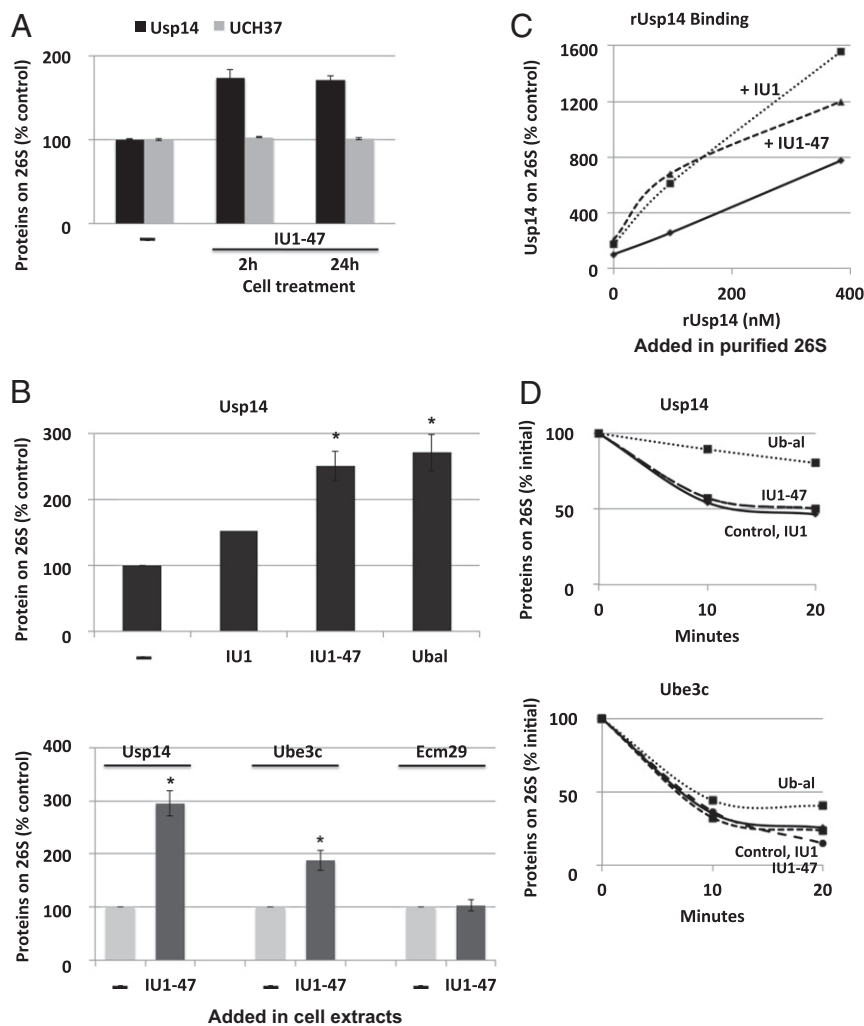 A
Usp14 UCH37
Proteins on 26S (% control)
200
100
0
–
IU1-47
2h 24h
Cell treatment
B
Usp14
Protein on 26S (% control)
300
200
100
0
– IU1 IU1-47 Ubal
* *
Proteins on 26S (% control)
400
300
200
100
0
Usp14 Ube3c Ecm29
* *
– IU1-47 – IU1-47 – IU1-47
Added in cell extracts
C
rUsp14 Binding
Usp14 on 26S (% control)
1600
1200
800
400
0
+ IU1
+ IU1-47
0 200 400
rUsp14 (nM)
Added in purified 26S
D
Usp14
Proteins on 26S (% initial)
100
50
0
Ub-al
IU1-47
Control, IU1
0 10 20
Minutes
Ube3c
Proteins on 26S (% initial)
100
50
0
Ub-al
Control, IU1
IU1-47
0 10 20
Minutes